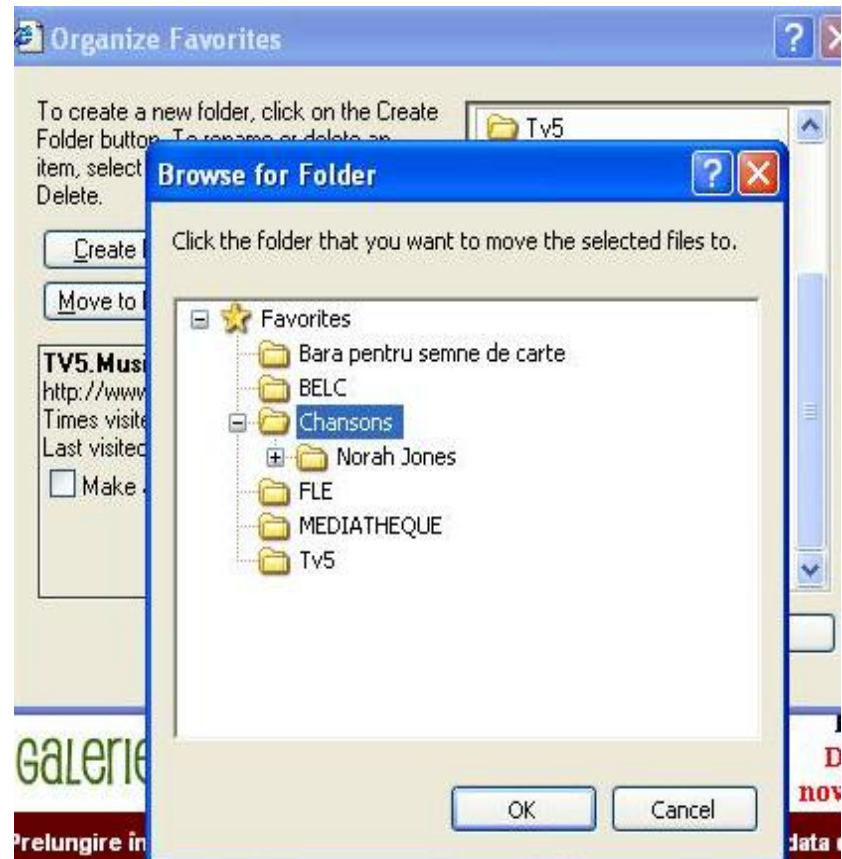 Organize Favorites
To create a new folder, click on the Create
Folder button. To rename or delete an
item, select
Delete.
Create
Move to
TV5.Musi
http://www
Times visite
Last visited
Make
Tv5
Browse for Folder
Click the folder that you want to move the selected files to.
Favorites
Bara pentru semne de carte
BELC
Chansons
Norah Jones
FLE
MEDIATHEQUE
Tv5
OK
Cancel
GALERIE
D
nov
Prelungire în
data